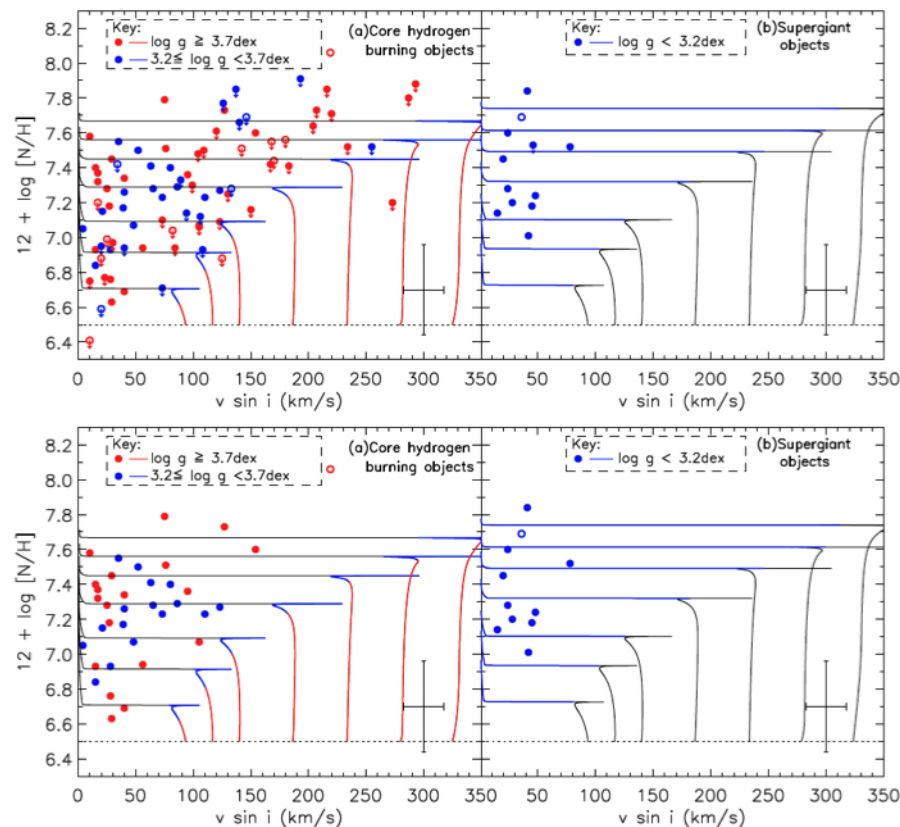 Key:
log g ≥ 3.7dex
3.2≤ log g <3.7dex
(a)Core hydrogen
burning objects
Key:
log g < 3.2dex
(b)Supergiant
objects
8.2
8.0
7.8
7.6
7.4
7.2
7.0
6.8
6.6
6.4
12 + log [N/H]
0 50 100 150 200 250 300 350
50 100 150 200 250 300 350
v sin i (km/s)
v sin i (km/s)
Key:
log g ≥ 3.7dex
3.2≤ log g <3.7dex
(a)Core hydrogen
burning objects
Key:
log g < 3.2dex
(b)Supergiant
objects
8.2
8.0
7.8
7.6
7.4
7.2
7.0
6.8
6.6
6.4
12 + log [N/H]
0 50 100 150 200 250 300 350
50 100 150 200 250 300 350
v sin i (km/s)
v sin i (km/s)